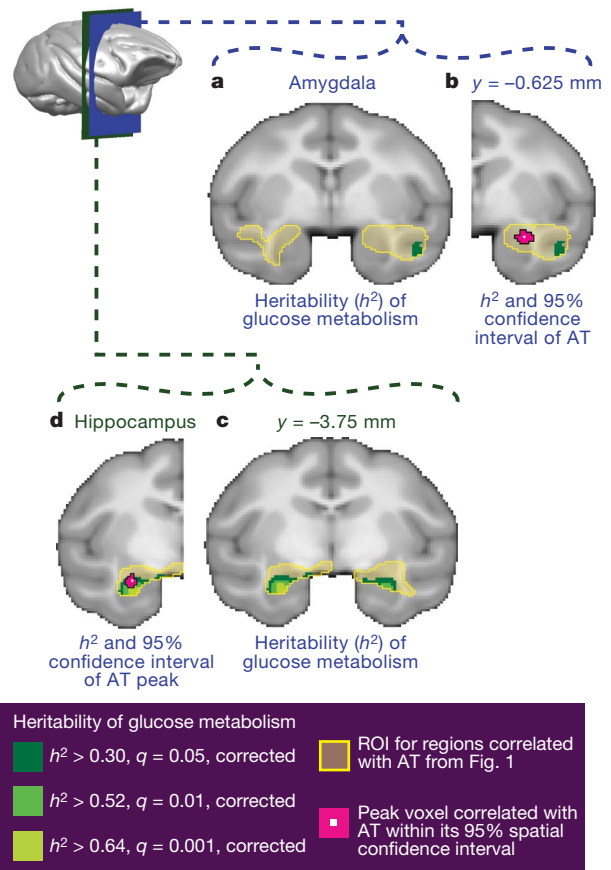 a Amygdala
b y = –0.625 mm
Heritability (h²) of
glucose metabolism
h² and 95%
confidence
interval of AT
d Hippocampus
c y = –3.75 mm
h² and 95%
confidence interval
of AT peak
Heritability (h²) of
glucose metabolism
Heritability of glucose metabolism
h² > 0.30, q = 0.05, corrected
h² > 0.52, q = 0.01, corrected
h² > 0.64, q = 0.001, corrected
ROI for regions correlated
with AT from Fig. 1
Peak voxel correlated with
AT within its 95% spatial
confidence interval